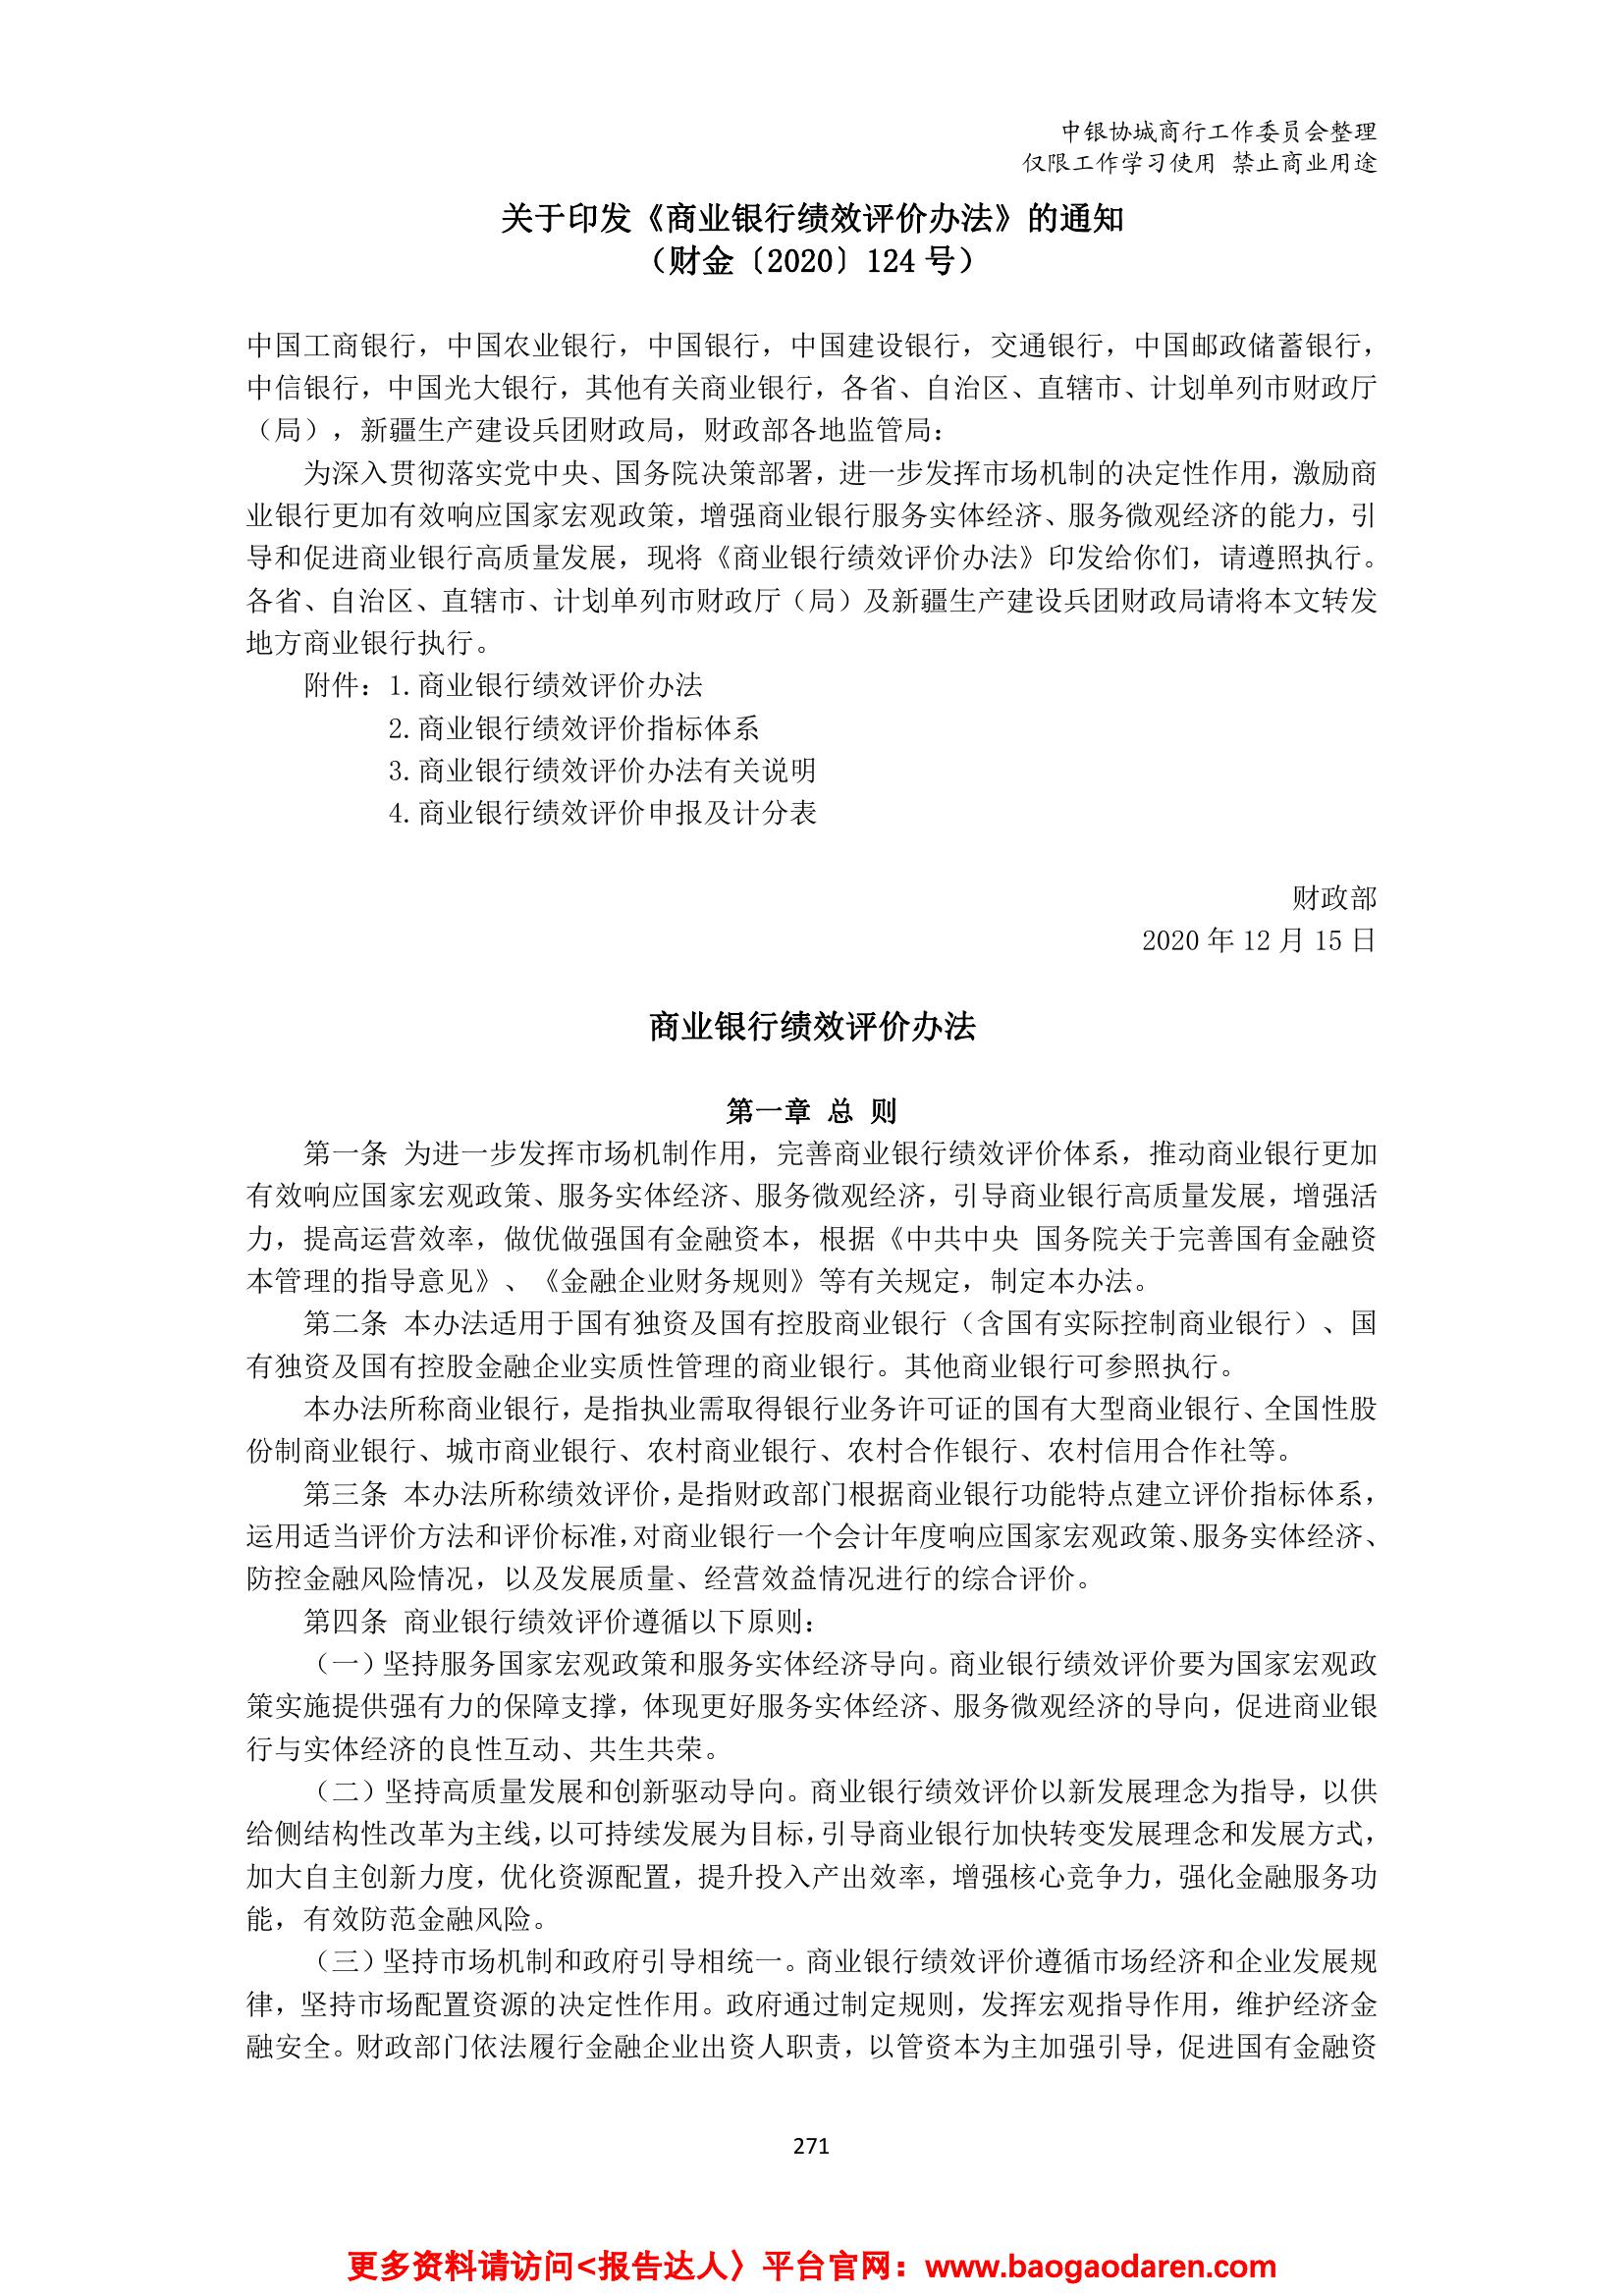 中银协城商行工作委员会整理
仅限工作学习使用 禁止商业用途
关于印发《商业银行绩效评价办法》的通知
（财金〔2020〕124 号）
中国工商银行，中国农业银行，中国银行，中国建设银行，交通银行，中国邮政储蓄银行，
中信银行，中国光大银行，其他有关商业银行，各省、自治区、直辖市、计划单列市财政厅
（局），新疆生产建设兵团财政局，财政部各地监管局：
为深入贯彻落实党中央、国务院决策部署，进一步发挥市场机制的决定性作用，激励商
业银行更加有效响应国家宏观政策，增强商业银行服务实体经济、服务微观经济的能力，引
导和促进商业银行高质量发展，现将《商业银行绩效评价办法》印发给你们，请遵照执行。
各省、自治区、直辖市、计划单列市财政厅（局）及新疆生产建设兵团财政局请将本文转发
地方商业银行执行。
附件：1.商业银行绩效评价办法
2.商业银行绩效评价指标体系
3.商业银行绩效评价办法有关说明
4.商业银行绩效评价申报及计分表
财政部
2020 年 12 月 15 日
商业银行绩效评价办法
第一章 总 则
第一条 为进一步发挥市场机制作用，完善商业银行绩效评价体系，推动商业银行更加
有效响应国家宏观政策、服务实体经济、服务微观经济，引导商业银行高质量发展，增强活
力，提高运营效率，做优做强国有金融资本，根据《中共中央 国务院关于完善国有金融资
本管理的指导意见》、《金融企业财务规则》等有关规定，制定本办法。
第二条 本办法适用于国有独资及国有控股商业银行（含国有实际控制商业银行）、国
有独资及国有控股金融企业实质性管理的商业银行。其他商业银行可参照执行。
本办法所称商业银行，是指执业需取得银行业务许可证的国有大型商业银行、全国性股
份制商业银行、城市商业银行、农村商业银行、农村合作银行、农村信用合作社等。
第三条 本办法所称绩效评价，是指财政部门根据商业银行功能特点建立评价指标体系，
运用适当评价方法和评价标准，对商业银行一个会计年度响应国家宏观政策、服务实体经济、
防控金融风险情况，以及发展质量、经营效益情况进行的综合评价。
第四条 商业银行绩效评价遵循以下原则：
（一）坚持服务国家宏观政策和服务实体经济导向。商业银行绩效评价要为国家宏观政
策实施提供强有力的保障支撑，体现更好服务实体经济、服务微观经济的导向，促进商业银
行与实体经济的良性互动、共生共荣。
（二）坚持高质量发展和创新驱动导向。商业银行绩效评价以新发展理念为指导，以供
给侧结构性改革为主线，以可持续发展为目标，引导商业银行加快转变发展理念和发展方式，
加大自主创新力度，优化资源配置，提升投入产出效率，增强核心竞争力，强化金融服务功
能，有效防范金融风险。
（三）坚持市场机制和政府引导相统一。商业银行绩效评价遵循市场经济和企业发展规
律，坚持市场配置资源的决定性作用。政府通过制定规则，发挥宏观指导作用，维护经济金
融安全。财政部门依法履行金融企业出资人职责，以管资本为主加强引导，促进国有金融资
271
更多资料请访问<报告达人〉平台官网：www.baogaodaren.com